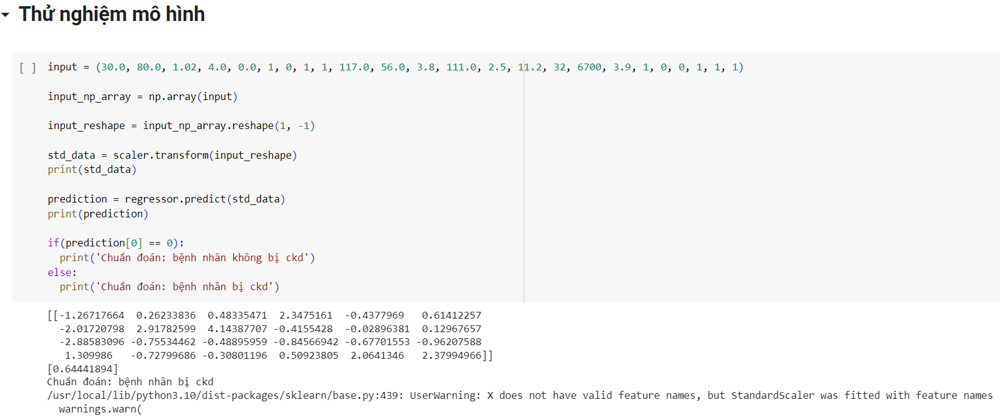 Thử nghiệm mô hình
[ ] input = (30.0, 80.0, 1.02, 4.0, 0.0, 1, 0, 1, 1, 117.0, 56.0, 3.8, 111.0, 2.5, 11.2, 32, 6700, 3.9, 1, 0, 0, 1, 1, 1)
input_np_array = np.array(input)
input_reshape = input_np_array.reshape(1, -1)
std_data = scaler.transform(input_reshape)
print(std_data)
prediction = regressor.predict(std_data)
print(prediction)
if(prediction[0] == 0):
  print('Chuẩn đoán: bệnh nhân không bị ckd')
else:
  print('Chuẩn đoán: bệnh nhân bị ckd')
[[-1.26717664  0.26233836  0.48335471  2.3475161  -0.4377969   0.61412257
  -2.01720798  2.91782599  4.14387707 -0.4155428  -0.02896381  0.12967657
  -2.88583096 -0.75534462 -0.48895959 -0.84566942 -0.67701553 -0.96207588
   1.309986   -0.72799686 -0.30801196  0.50923805  2.0641346   2.37994966]]
[0.64441894]
Chuẩn đoán: bệnh nhân bị ckd
/usr/local/lib/python3.10/dist-packages/sklearn/base.py:439: UserWarning: X does not have valid feature names, but StandardScaler was fitted with feature names
  warnings.warn(